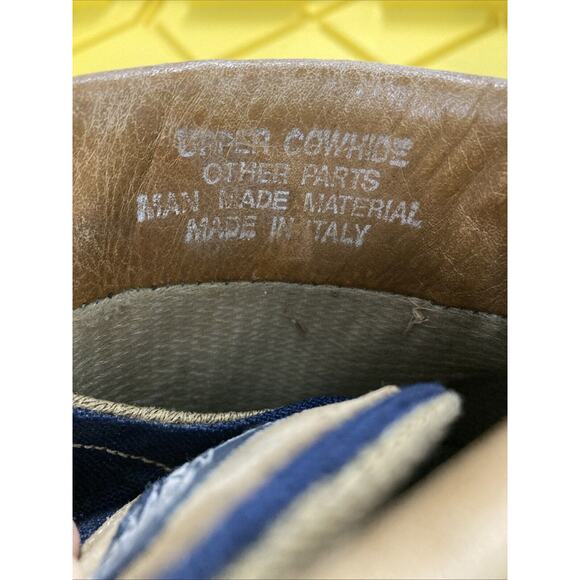 UPPER COWHIDE
OTHER PARTS
MAN MADE MATERIAL
MADE IN ITALY